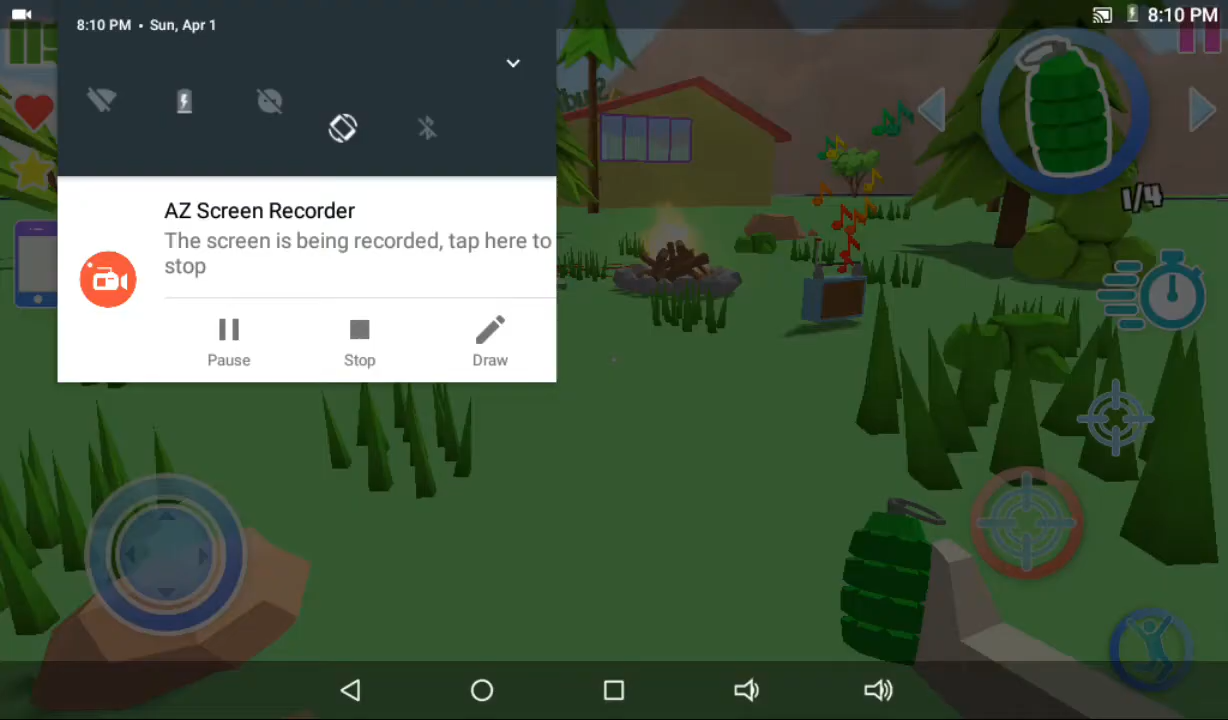 8:10 PM • Sun, Apr 1
8:10 PM
AZ Screen Recorder
The screen is being recorded, tap here to
stop
Pause
Stop
Draw
1/4